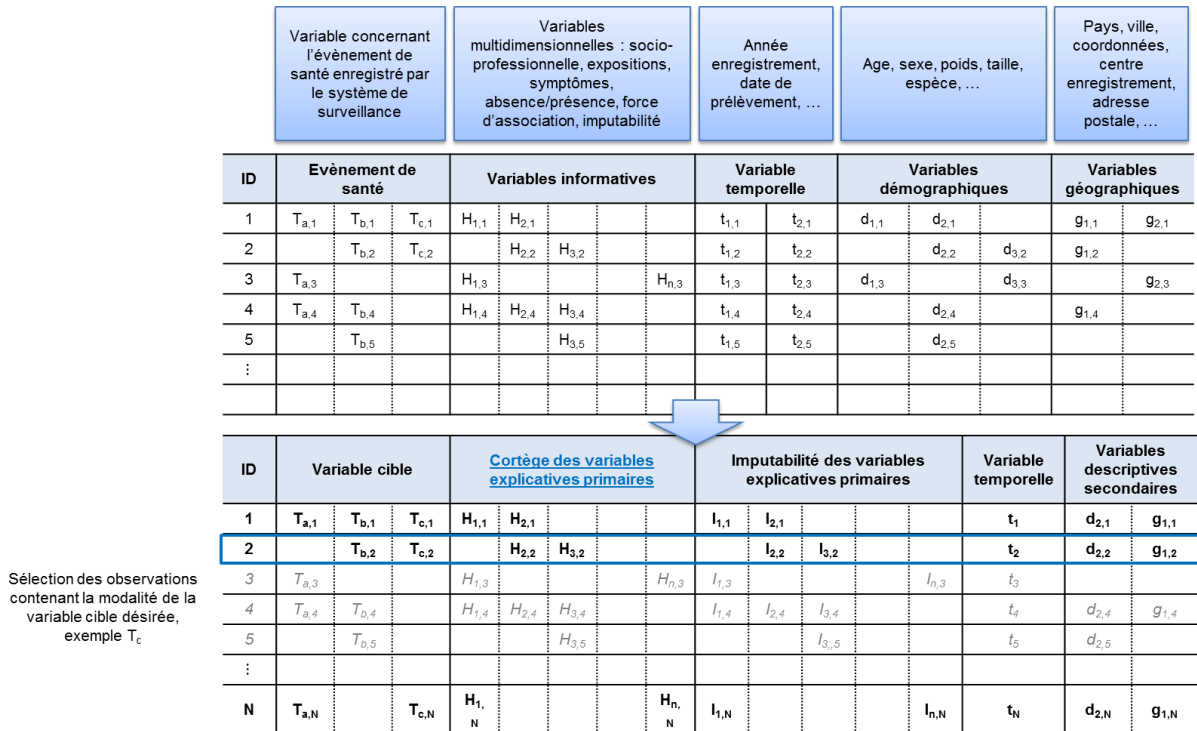 Variable concernant
l'évènement de
santé enregistré par
le système de
surveillance
Variables
multidimensionnelles : socio-
professionnelle, expositions,
symptômes,
absence/présence, force
d'association, imputabilité
Année
enregistrement,
date de
prélèvement, …
Age, sexe, poids, taille,
espèce, …
Pays, ville,
coordonnées,
centre
enregistrement,
adresse
postale, …
ID
Evènement de
santé
Variables informatives
Variable
temporelle
Variables
démographiques
Variables
géographiques
1 Ta,1 Tb,1 Tc,1 H1,1 H2,1 t1,1 t2,1 d1,1 d2,1 g1,1 g2,1
2 Tb,2 Tc,2 H2,2 H3,2 t1,2 t2,2 d2,2 d3,2 g1,2
3 Ta,3 H1,3 Hn,3 t1,3 t2,3 d1,3 d3,3 g2,3
4 Ta,4 Tb,4 H1,4 H2,4 H3,4 t1,4 t2,4 d2,4 g1,4
5 Tb,5 H3,5 t1,5 t2,5 d2,5
⋮
ID
Variable cible
Cortège des variables
explicatives primaires
Imputabilité des variables
explicatives primaires
Variable
temporelle
Variables
descriptives
secondaires
1 Ta,1 Tb,1 Tc,1 H1,1 H2,1 I1,1 I2,1 t1 d2,1 g1,1
2 Tb,2 Tc,2 H2,2 H3,2 I2,2 I3,2 t2 d2,2 g1,2
3 Ta,3 H1,3 Hn,3 I1,3 In,3 t3
4 Ta,4 Tb,4 H1,4 H2,4 H3,4 I1,4 I2,4 I3,4 t4 d2,4 g1,4
5 Tb,5 H3,5 I3;,5 t5 d2,5
⋮
N Ta,N Tc,N H1,N Hn,N I1,N In,N tN d2,N g1,N
Sélection des observations
contenant la modalité de la
variable cible désirée,
exemple Tc